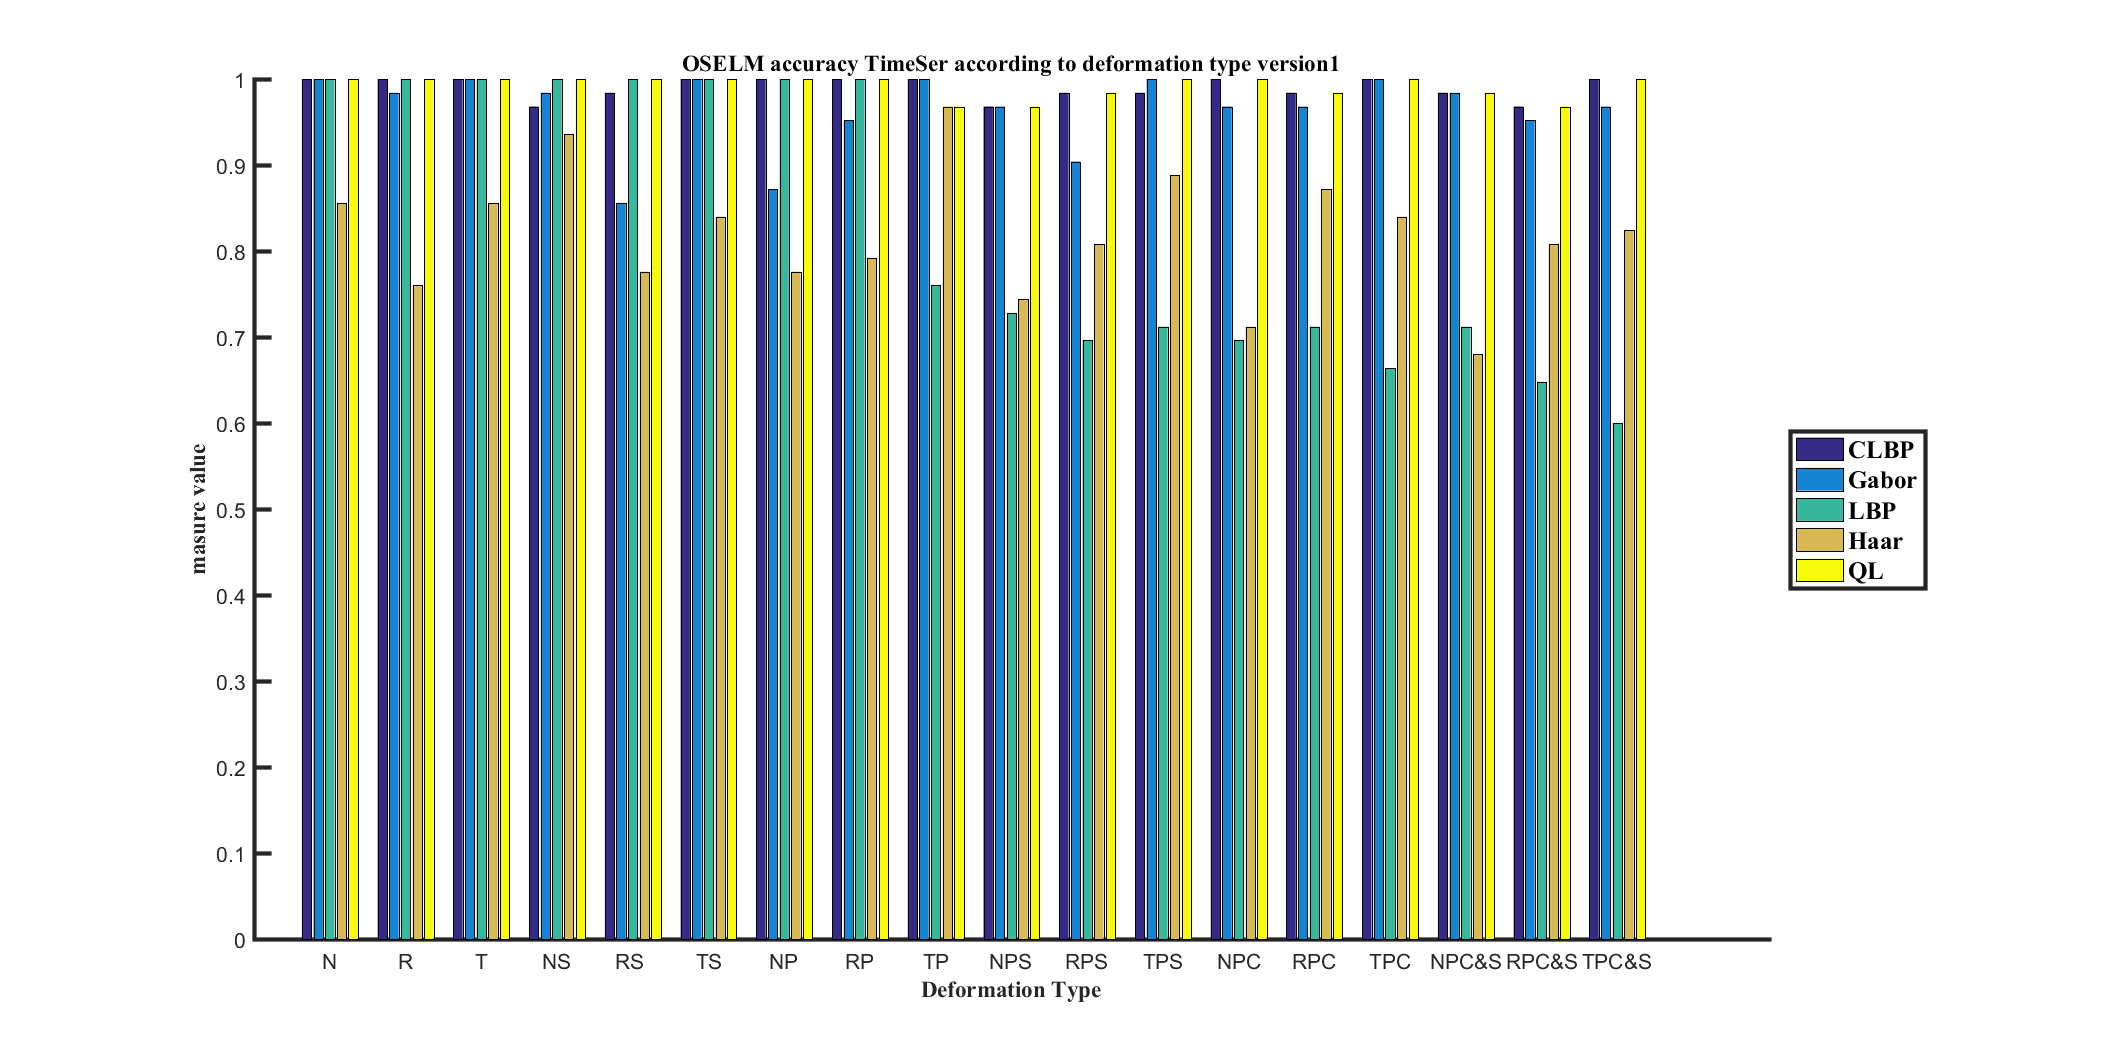 OSELM accuracy TimeSer according to deformation type version1
1
0.9
0.8
0.7
0.6
0.5
0.4
0.3
0.2
0.1
0
masure value
N R T NS RS TS NP RP TP NPS RPS TPS NPC RPC TPC NPC&S RPC&S TPC&S
Deformation Type
CLBP
Gabor
LBP
Haar
QL